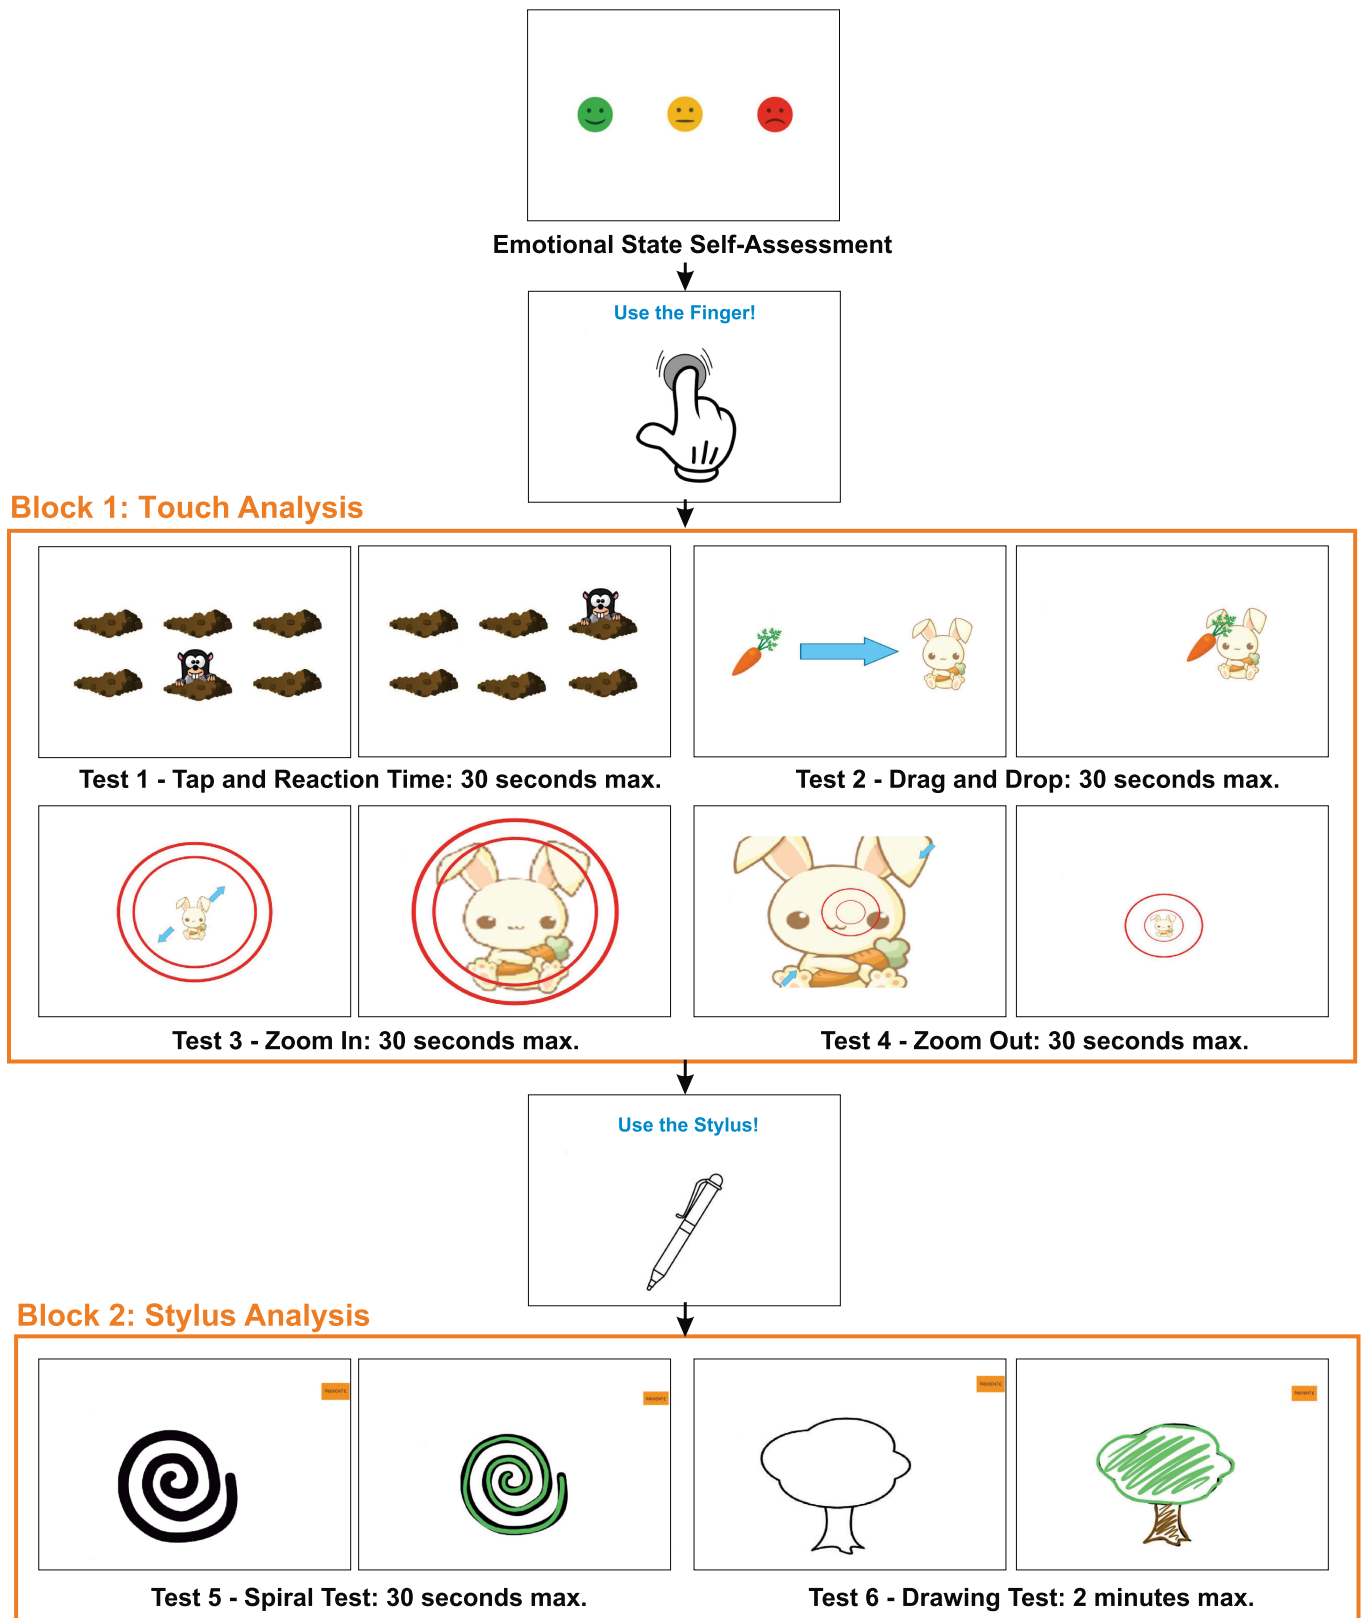 Emotional State Self-Assessment
Use the Finger!
Block 1: Touch Analysis
Test 1 - Tap and Reaction Time: 30 seconds max.
Test 2 - Drag and Drop: 30 seconds max.
Test 3 - Zoom In: 30 seconds max.
Test 4 - Zoom Out: 30 seconds max.
Use the Stylus!
Block 2: Stylus Analysis
Test 5 - Spiral Test: 30 seconds max.
Test 6 - Drawing Test: 2 minutes max.